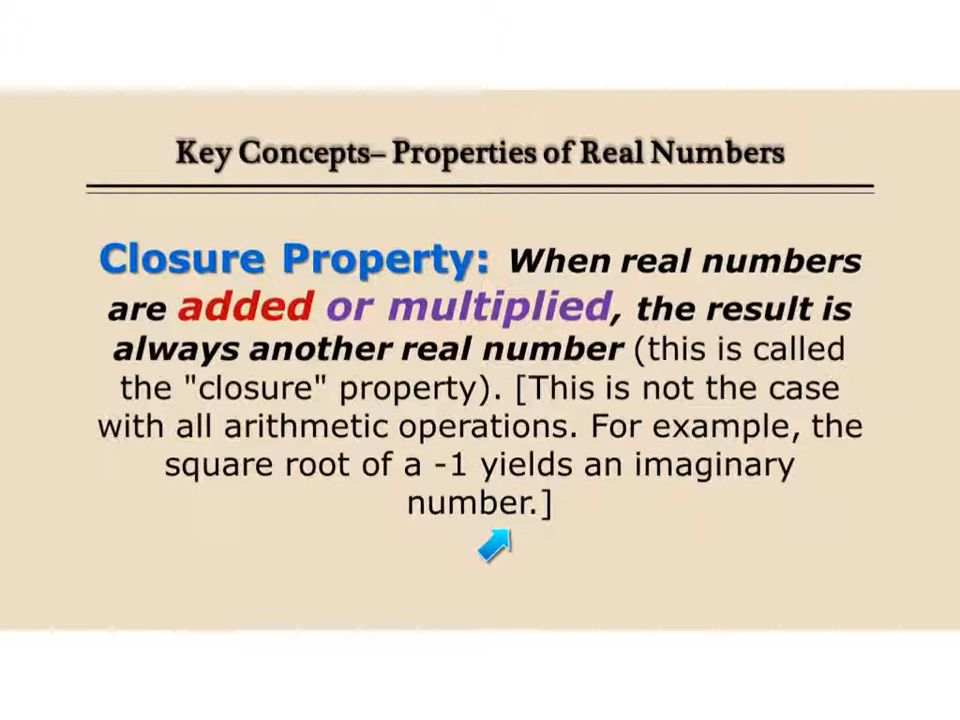 Key Concepts– Properties of Real Numbers
Closure Property: When real numbers
are added or multiplied, the result is
always another real number (this is called
the "closure" property). [This is not the case
with all arithmetic operations. For example, the
square root of a -1 yields an imaginary
number.]